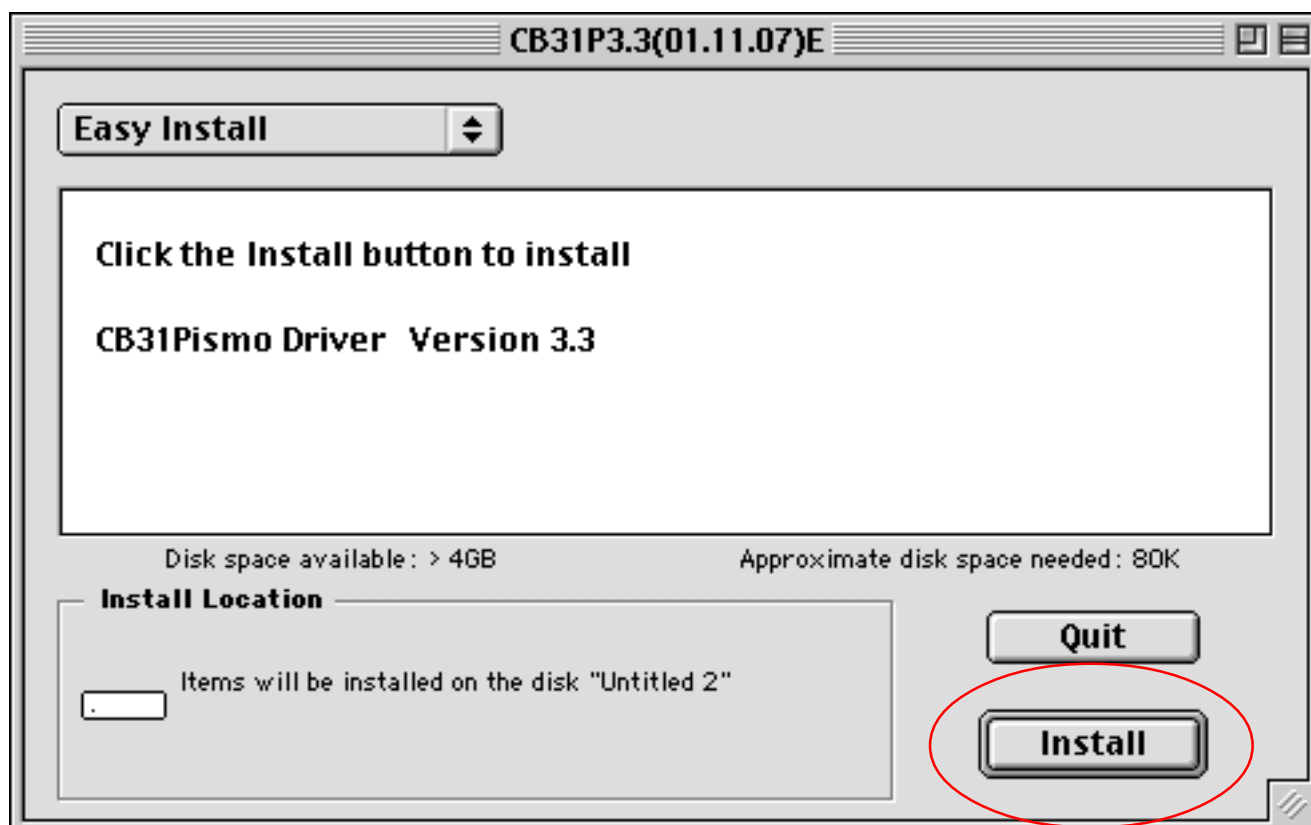 CB31P3.3(01.11.07)E
Easy Install
Click the Install button to install
CB31Pismo Driver Version 3.3
Disk space available: > 4GB
Approximate disk space needed: 80K
Install Location
Items will be installed on the disk "Untitled 2"
Quit
Install